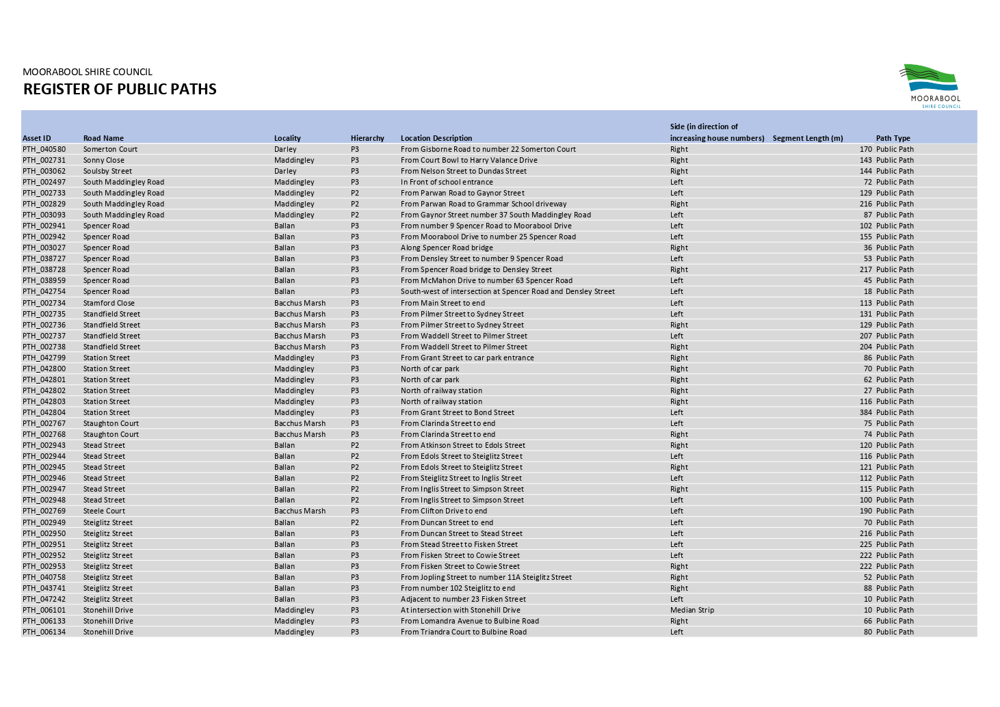 MOORABOOL SHIRE COUNCIL
REGISTER OF PUBLIC PATHS
MOORABOOL
SHIRE COUNCIL
Asset ID Road Name Locality Hierarchy Location Description Side (in direction of increasing house numbers) Segment Length (m) Path Type
PTH_040580 Somerton Court Darley P3 From Gisborne Road to number 22 Somerton Court Right 170 Public Path
PTH_002731 Sonny Close Maddingley P3 From Court Bowl to Harry Valance Drive Right 143 Public Path
PTH_003062 Soulsby Street Darley P3 From Nelson Street to Dundas Street Right 144 Public Path
PTH_002497 South Maddingley Road Maddingley P3 In Front of school entrance Left 72 Public Path
PTH_002733 South Maddingley Road Maddingley P2 From Parwan Road to Gaynor Street Left 129 Public Path
PTH_002829 South Maddingley Road Maddingley P2 From Parwan Road to Grammar School driveway Right 216 Public Path
PTH_003093 South Maddingley Road Maddingley P2 From Gaynor Street number 37 South Maddingley Road Left 87 Public Path
PTH_002941 Spencer Road Ballan P3 From number 9 Spencer Road to Moorabool Drive Left 102 Public Path
PTH_002942 Spencer Road Ballan P3 From Moorabool Drive to number 25 Spencer Road Left 155 Public Path
PTH_003027 Spencer Road Ballan P3 Along Spencer Road bridge Right 36 Public Path
PTH_038727 Spencer Road Ballan P3 From Densley Street to number 9 Spencer Road Left 53 Public Path
PTH_038728 Spencer Road Ballan P3 From Spencer Road bridge to Densley Street Right 217 Public Path
PTH_038959 Spencer Road Ballan P3 From McMahon Drive to number 63 Spencer Road Left 45 Public Path
PTH_042754 Spencer Road Ballan P3 South-west of intersection at Spencer Road and Densley Street Left 18 Public Path
PTH_002734 Stamford Close Bacchus Marsh P3 From Main Street to end Left 113 Public Path
PTH_002735 Standfield Street Bacchus Marsh P3 From Pilmer Street to Sydney Street Left 131 Public Path
PTH_002736 Standfield Street Bacchus Marsh P3 From Pilmer Street to Sydney Street Right 129 Public Path
PTH_002737 Standfield Street Bacchus Marsh P3 From Waddell Street to Pilmer Street Left 207 Public Path
PTH_002738 Standfield Street Bacchus Marsh P3 From Waddell Street to Pilmer Street Right 204 Public Path
PTH_042799 Station Street Maddingley P3 From Grant Street to car park entrance Right 86 Public Path
PTH_042800 Station Street Maddingley P3 North of car park Right 70 Public Path
PTH_042801 Station Street Maddingley P3 North of car park Right 62 Public Path
PTH_042802 Station Street Maddingley P3 North of railway station Right 27 Public Path
PTH_042803 Station Street Maddingley P3 North of railway station Right 116 Public Path
PTH_042804 Station Street Maddingley P3 From Grant Street to Bond Street Left 384 Public Path
PTH_002767 Staughton Court Bacchus Marsh P3 From Clarinda Street to end Left 75 Public Path
PTH_002768 Staughton Court Bacchus Marsh P3 From Clarinda Street to end Right 74 Public Path
PTH_002943 Stead Street Ballan P2 From Atkinson Street to Edols Street Right 120 Public Path
PTH_002944 Stead Street Ballan P2 From Edols Street to Steiglitz Street Left 116 Public Path
PTH_002945 Stead Street Ballan P2 From Edols Street to Steiglitz Street Right 121 Public Path
PTH_002946 Stead Street Ballan P2 From Steiglitz Street to Inglis Street Left 112 Public Path
PTH_002947 Stead Street Ballan P2 From Inglis Street to Simpson Street Right 115 Public Path
PTH_002948 Stead Street Ballan P2 From Inglis Street to Simpson Street Left 100 Public Path
PTH_002769 Steele Court Bacchus Marsh P3 From Clifton Drive to end Left 190 Public Path
PTH_002949 Steiglitz Street Ballan P2 From Duncan Street to end Left 70 Public Path
PTH_002950 Steiglitz Street Ballan P3 From Duncan Street to Stead Street Left 216 Public Path
PTH_002951 Steiglitz Street Ballan P3 From Stead Street to Fisken Street Left 225 Public Path
PTH_002952 Steiglitz Street Ballan P3 From Fisken Street to Cowie Street Left 222 Public Path
PTH_002953 Steiglitz Street Ballan P3 From Fisken Street to Cowie Street Right 222 Public Path
PTH_040758 Steiglitz Street Ballan P3 From Jopling Street to number 11A Steiglitz Street Right 52 Public Path
PTH_043741 Steiglitz Street Ballan P3 From number 102 Steiglitz to end Right 88 Public Path
PTH_047242 Steiglitz Street Ballan P3 Adjacent to number 23 Fisken Street Left 10 Public Path
PTH_006101 Stonehill Drive Maddingley P3 At intersection with Stonehill Drive Median Strip 10 Public Path
PTH_006133 Stonehill Drive Maddingley P3 From Lomandra Avenue to Bulbine Road Right 66 Public Path
PTH_006134 Stonehill Drive Maddingley P3 From Triandra Court to Bulbine Road Left 80 Public Path